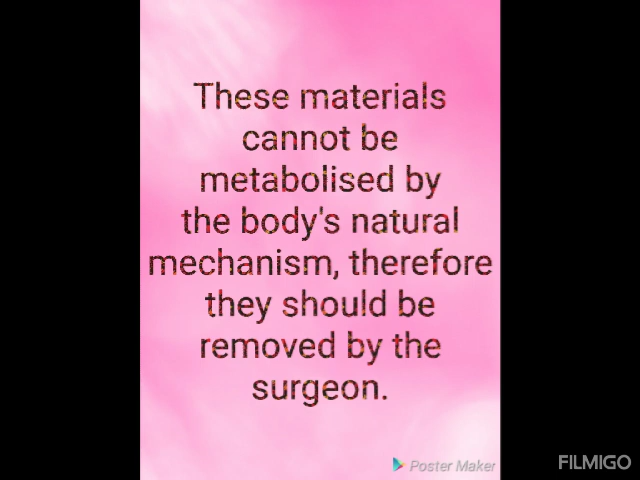 These materials
cannot be
metabolised by
the body's natural
mechanism, therefore
they should be
removed by the
surgeon.
Poster Maker
FILMIGO